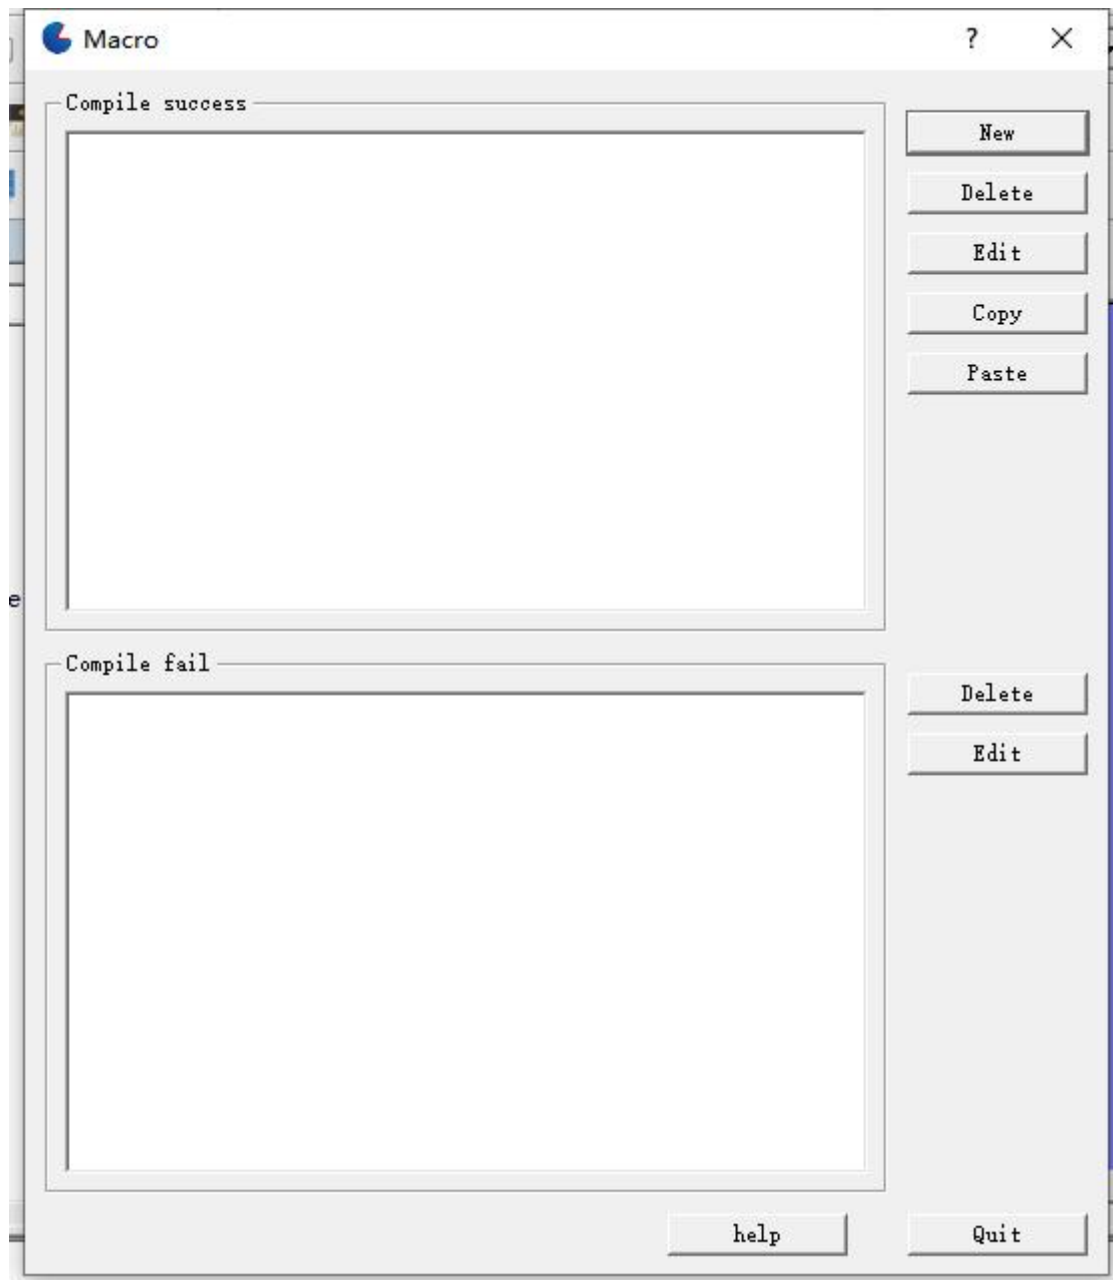 Macro
?
Compile success
New
Delete
Edit
Copy
Paste
e
Compile fail
Delete
Edit
help
Quit